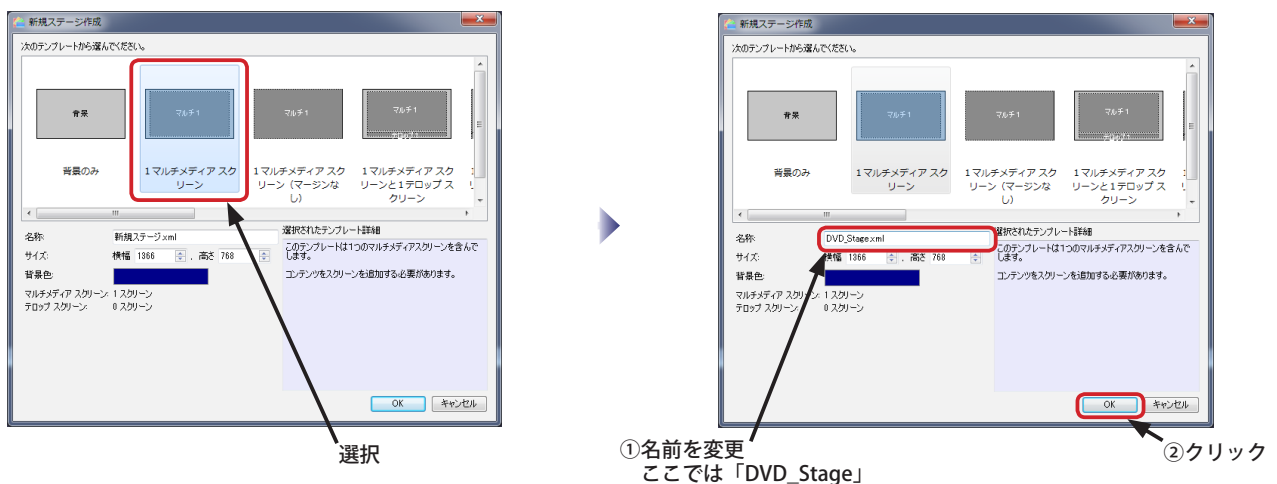 新規ステージ作成
次のテンプレートから選んでください。
背景
マルチ1
マルチ1
マルチ1
テロップ1
背景のみ
1マルチメディア スク
リーン
1マルチメディア スク
リーン（マージンな
し）
1マルチメディア スク
リーンと1テロップ ス
クリーン
名称:
新規ステージ.xml
サイズ:
横幅 1366 , 高さ 768
背景色:
マルチメディア スクリーン: 1 スクリーン
テロップ スクリーン: 0 スクリーン
選択されたテンプレート詳細
このテンプレートは1つのマルチメディアスクリーンを含んで
します。
コンテンツをスクリーンを追加する必要があります。
OK
キャンセル
選択
新規ステージ作成
次のテンプレートから選んでください。
背景
マルチ1
マルチ1
マルチ1
テロップ1
背景のみ
1マルチメディア スク
リーン
1マルチメディア スク
リーン（マージンな
し）
1マルチメディア スク
リーンと1テロップ ス
クリーン
名称:
DVD_Stage.xml
サイズ:
横幅 1366 , 高さ 768
背景色:
マルチメディア スクリーン: 1 スクリーン
テロップ スクリーン: 0 スクリーン
選択されたテンプレート詳細
このテンプレートは1つのマルチメディアスクリーンを含んで
します。
コンテンツをスクリーンを追加する必要があります。
OK
キャンセル
①名前を変更
ここでは「DVD_Stage」
②クリック